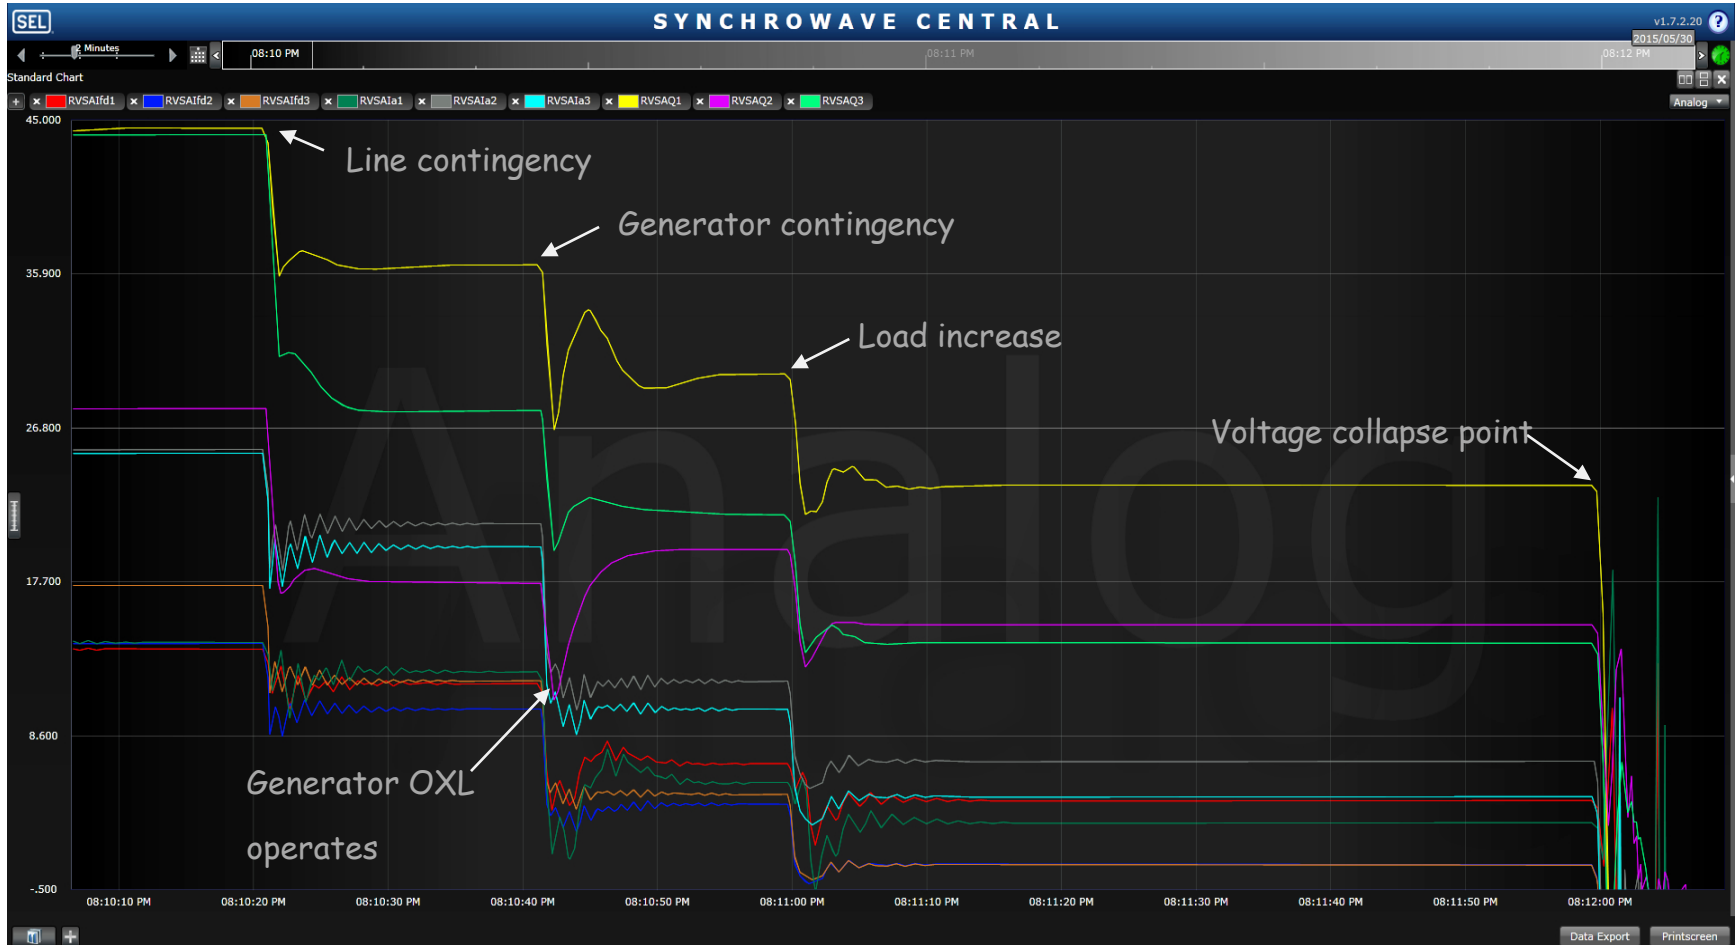 SEL
SYNCHROWAVE CENTRAL
v1.7.2.20 ?
2015/05/30
2 Minutes
08:10 PM 08:11 PM 08:12 PM
Standard Chart
RVSAIfd1 RVSAIfd2 RVSAIfd3 RVSAIa1 RVSAIa2 RVSAIa3 RVSAQ1 RVSAQ2 RVSAQ3
Analog
45.000
Line contingency
Generator contingency
35.900
Load increase
26.800
Voltage collapse point
Analog
17.700
8.600
Generator OXL
operates
-.500
08:10:10 PM 08:10:20 PM 08:10:30 PM 08:10:40 PM 08:10:50 PM 08:11:00 PM 08:11:10 PM 08:11:20 PM 08:11:30 PM 08:11:40 PM 08:11:50 PM 08:12:00 PM
Data Export Printscreen